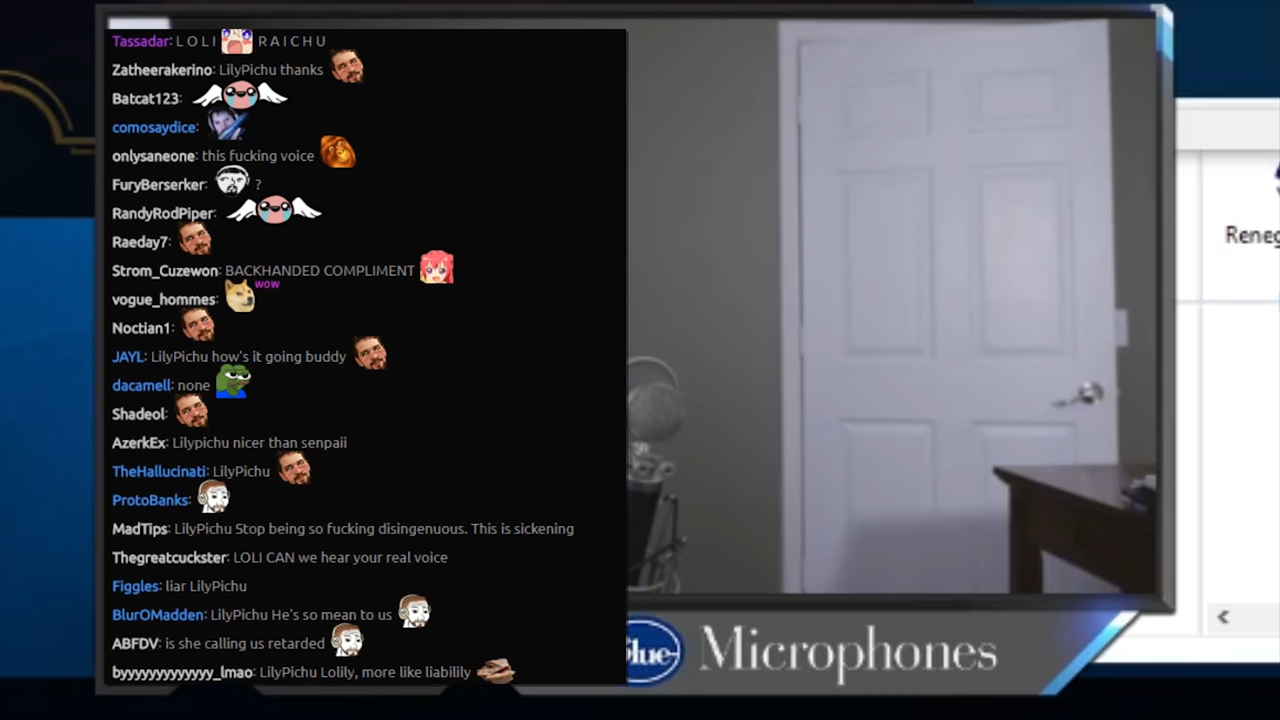 Tassadar: L O L I R A I C H U
Zatheerakerino: LilyPichu thanks
Batcat123:
comosaydice:
onlysaneone: this fucking voice
FuryBerserker: ?
RandyRodPiper:
Raeday7:
Strom_Cuzewon: BACKHANDED COMPLIMENT
vogue_hommes: wow
Noctian1:
JAYL: LilyPichu how's it going buddy
dacamell: none
Shadeol:
AzerkEx: Lilypichu nicer than senpaii
TheHallucinati: LilyPichu
ProtoBanks:
MadTips: LilyPichu Stop being so fucking disingenuous. This is sickening
Thegreatcuckster: LOLI CAN we hear your real voice
Figgles: liar LilyPichu
BlurOMadden: LilyPichu He's so mean to us
ABFDV: is she calling us retarded
byyyyyyyyyyyy_lmao: LilyPichu Lolily, more like liabilily
lue Microphones
Reneg